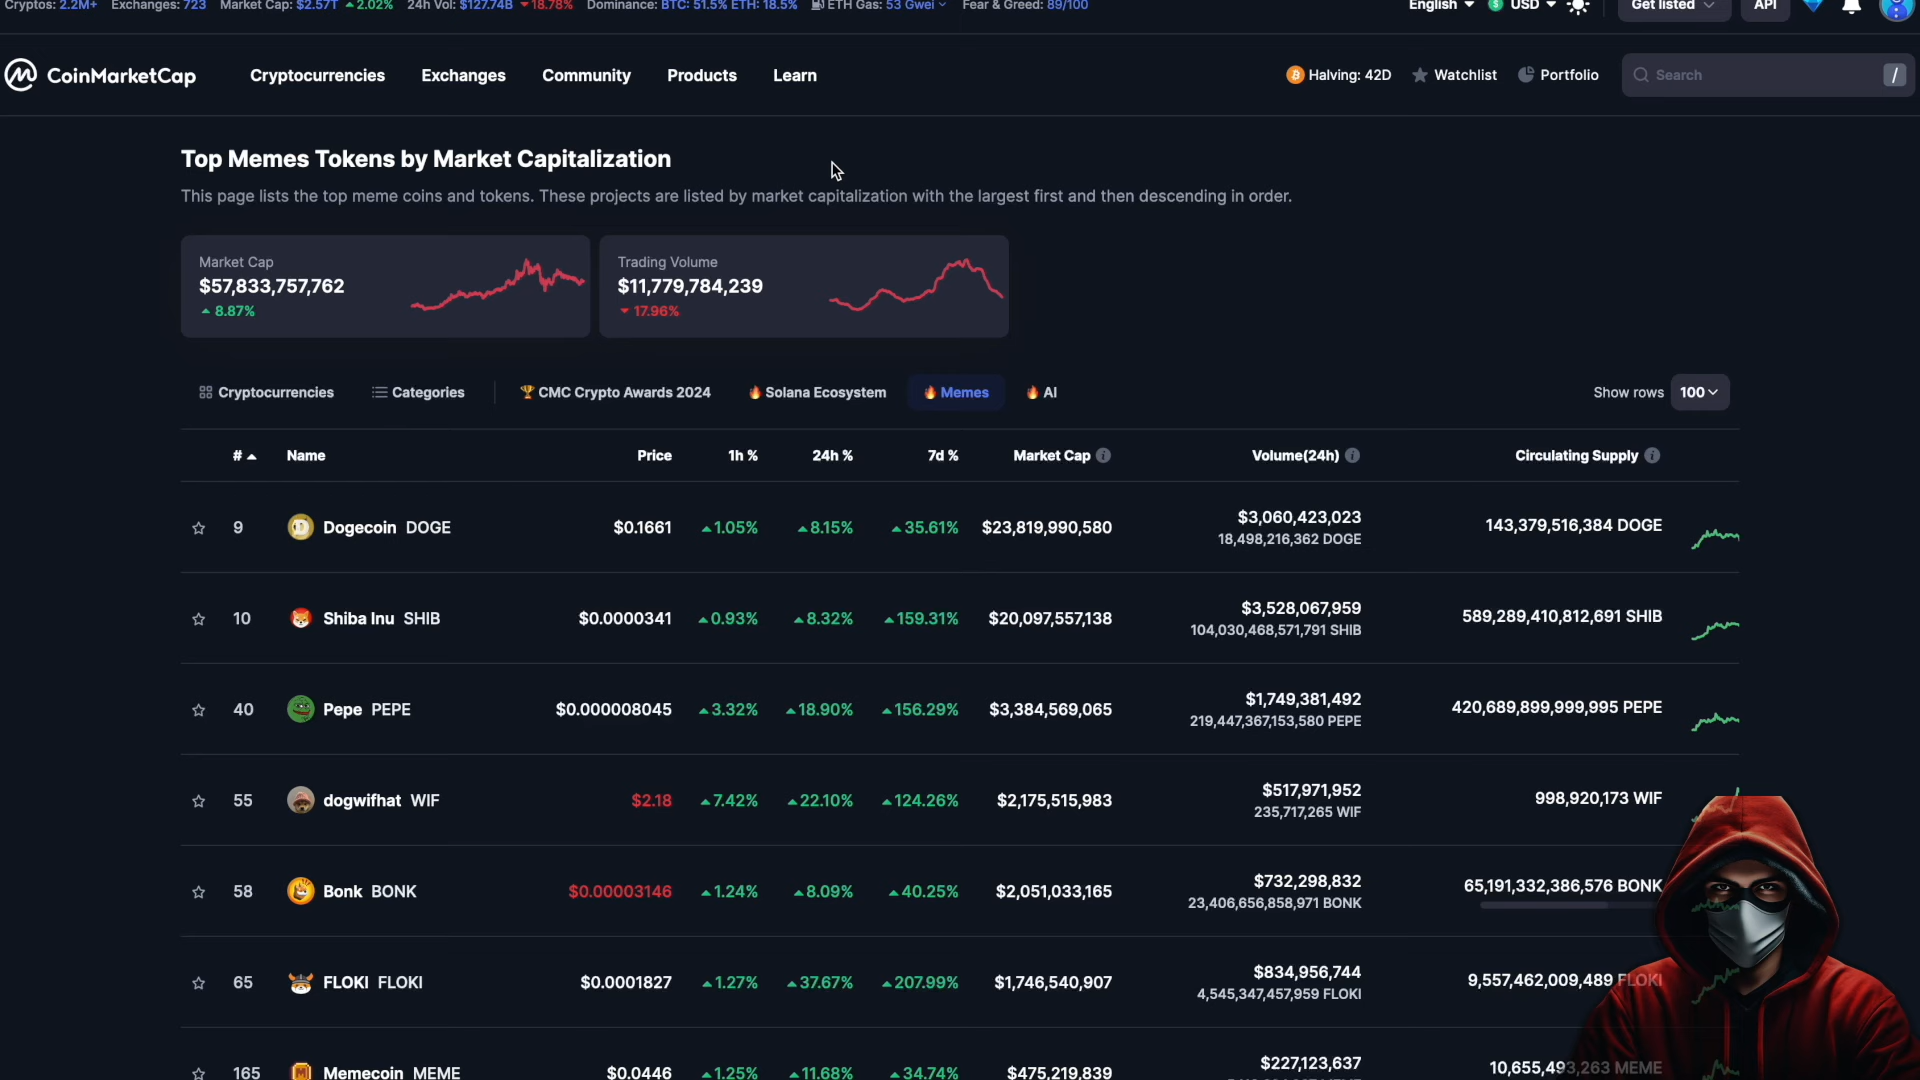 Cryptos: 2.2M+ Exchanges: 723 Market Cap: $2.57T 2.02% 24h Vol: $127.74B 18.78% Dominance: BTC: 51.5% ETH: 18.5% ETH Gas: 53 Gwei Fear & Greed: 89/100 English USD Get listed API
CoinMarketCap Cryptocurrencies Exchanges Community Products Learn Halving: 42D Watchlist Portfolio Search /
Top Memes Tokens by Market Capitalization
This page lists the top meme coins and tokens. These projects are listed by market capitalization with the largest first and then descending in order.
Market Cap Trading Volume
$57,833,757,762 $11,779,784,239
8.87% 17.96%
Cryptocurrencies Categories CMC Crypto Awards 2024 Solana Ecosystem Memes AI Show rows 100
# Name Price 1h % 24h % 7d % Market Cap Volume(24h) Circulating Supply
9 Dogecoin DOGE $0.1661 1.05% 8.15% 35.61% $23,819,990,580 $3,060,423,023 143,379,516,384 DOGE
18,498,216,362 DOGE
10 Shiba Inu SHIB $0.0000341 0.93% 8.32% 159.31% $20,097,557,138 $3,528,067,959 589,289,410,812,691 SHIB
104,030,468,571,791 SHIB
40 Pepe PEPE $0.000008045 3.32% 18.90% 156.29% $3,384,569,065 $1,749,381,492 420,689,899,999,995 PEPE
219,447,367,153,580 PEPE
55 dogwifhat WIF $2.18 7.42% 22.10% 124.26% $2,175,515,983 $517,971,952 998,920,173 WIF
235,717,265 WIF
58 Bonk BONK $0.00003146 1.24% 8.09% 40.25% $2,051,033,165 $732,298,832 65,191,332,386,576 BONK
23,406,656,858,971 BONK
65 FLOKI FLOKI $0.0001827 1.27% 37.67% 207.99% $1,746,540,907 $834,956,744 9,557,462,009,489 FLOKI
4,545,347,457,959 FLOKI
165 Memecoin MEME $0.0446 1.25% 11.68% 34.74% $475,219,839 $227,123,637 10,655,493,263 MEME